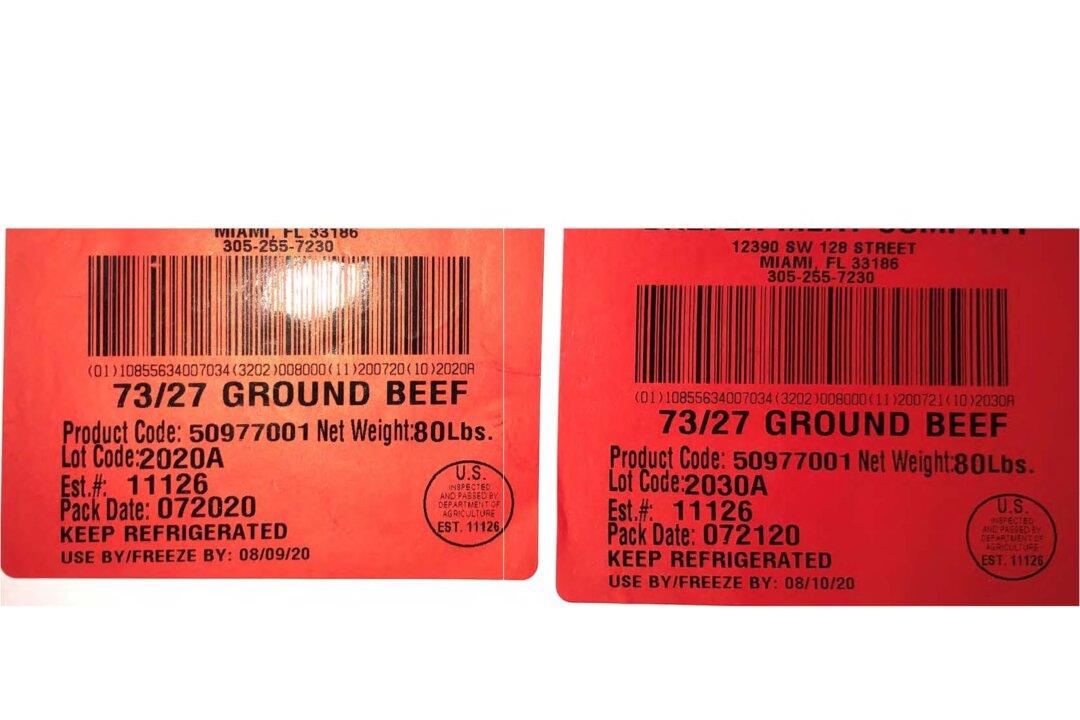 MIAMI, FL 33186
305-255-7230
(01)10855634007034(3202)008000(11)200720(10)2020A
73/27 GROUND BEEF
Product Code: 50977001 Net Weight:80Lbs.
Lot Code:2020A
Est.#: 11126
Pack Date: 072020
KEEP REFRIGERATED
USE BY/FREEZE BY: 08/09/20
U.S.
INSPECTED
AND PASSED BY
DEPARTMENT OF
AGRICULTURE
EST. 11126
MEAT COMPANY
12390 SW 128 STREET
MIAMI, FL 33186
305-255-7230
(01)10855634007034(3202)008000(11)200721(10)2030A
73/27 GROUND BEEF
Product Code: 50977001 Net Weight:80Lbs.
Lot Code:2030A
Est.#: 11126
Pack Date: 072120
KEEP REFRIGERATED
USE BY/FREEZE BY: 08/10/20
U.S.
INSPECTED
AND PASSED BY
DEPARTMENT OF
AGRICULTURE
EST. 11126